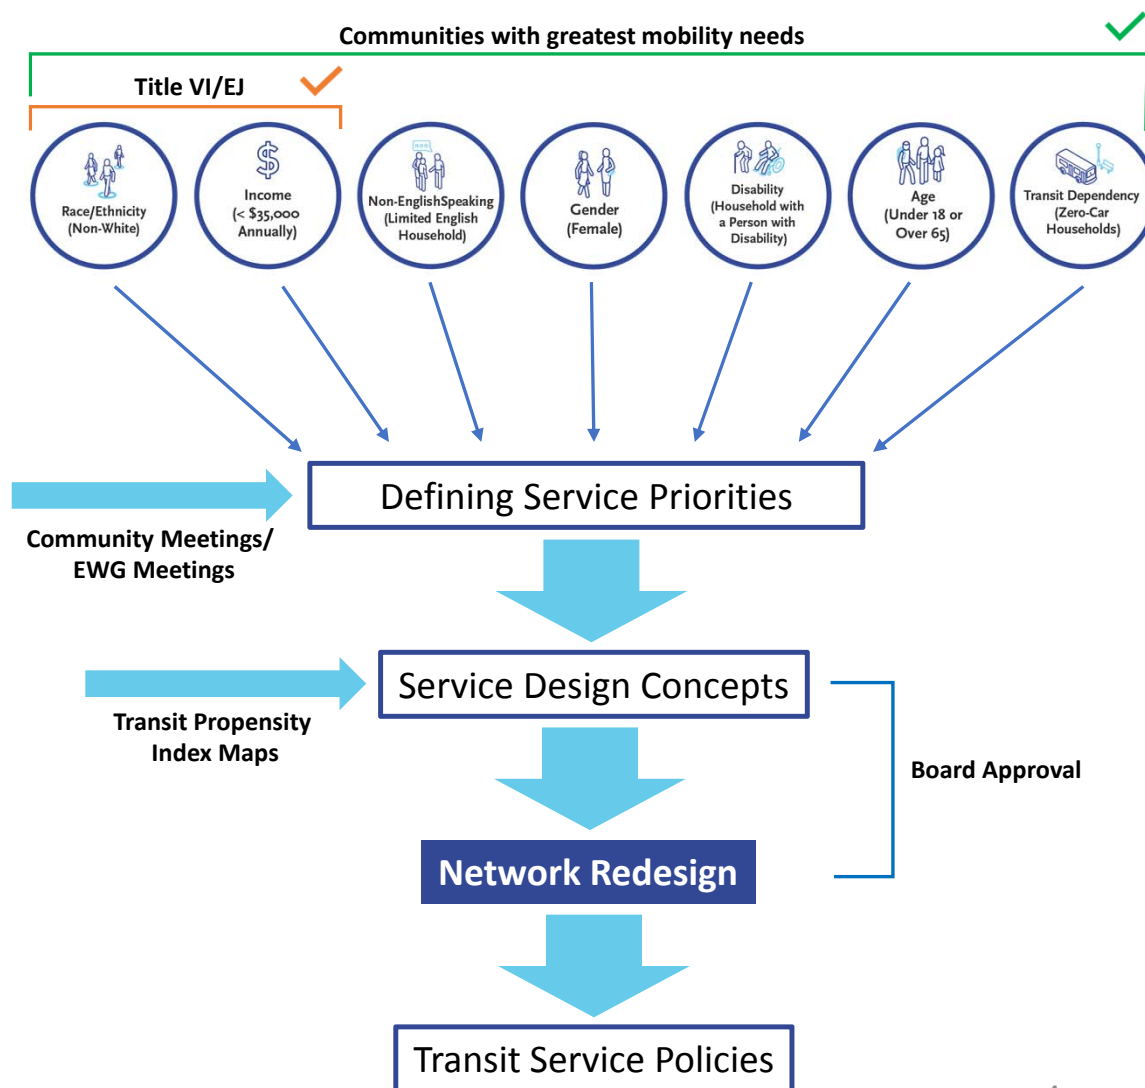 Communities with greatest mobility needs
Title VI/EJ
Race/Ethnicity
(Non-White)
$
Income
(< $35,000
Annually)
Non-EnglishSpeaking
(Limited English
Household)
Gender
(Female)
Disability
(Household with
a Person with
Disability)
Age
(Under 18 or
Over 65)
Transit Dependency
(Zero-Car
Households)
Defining Service Priorities
Community Meetings/
EWG Meetings
Service Design Concepts
Transit Propensity
Index Maps
Board Approval
Network Redesign
Transit Service Policies